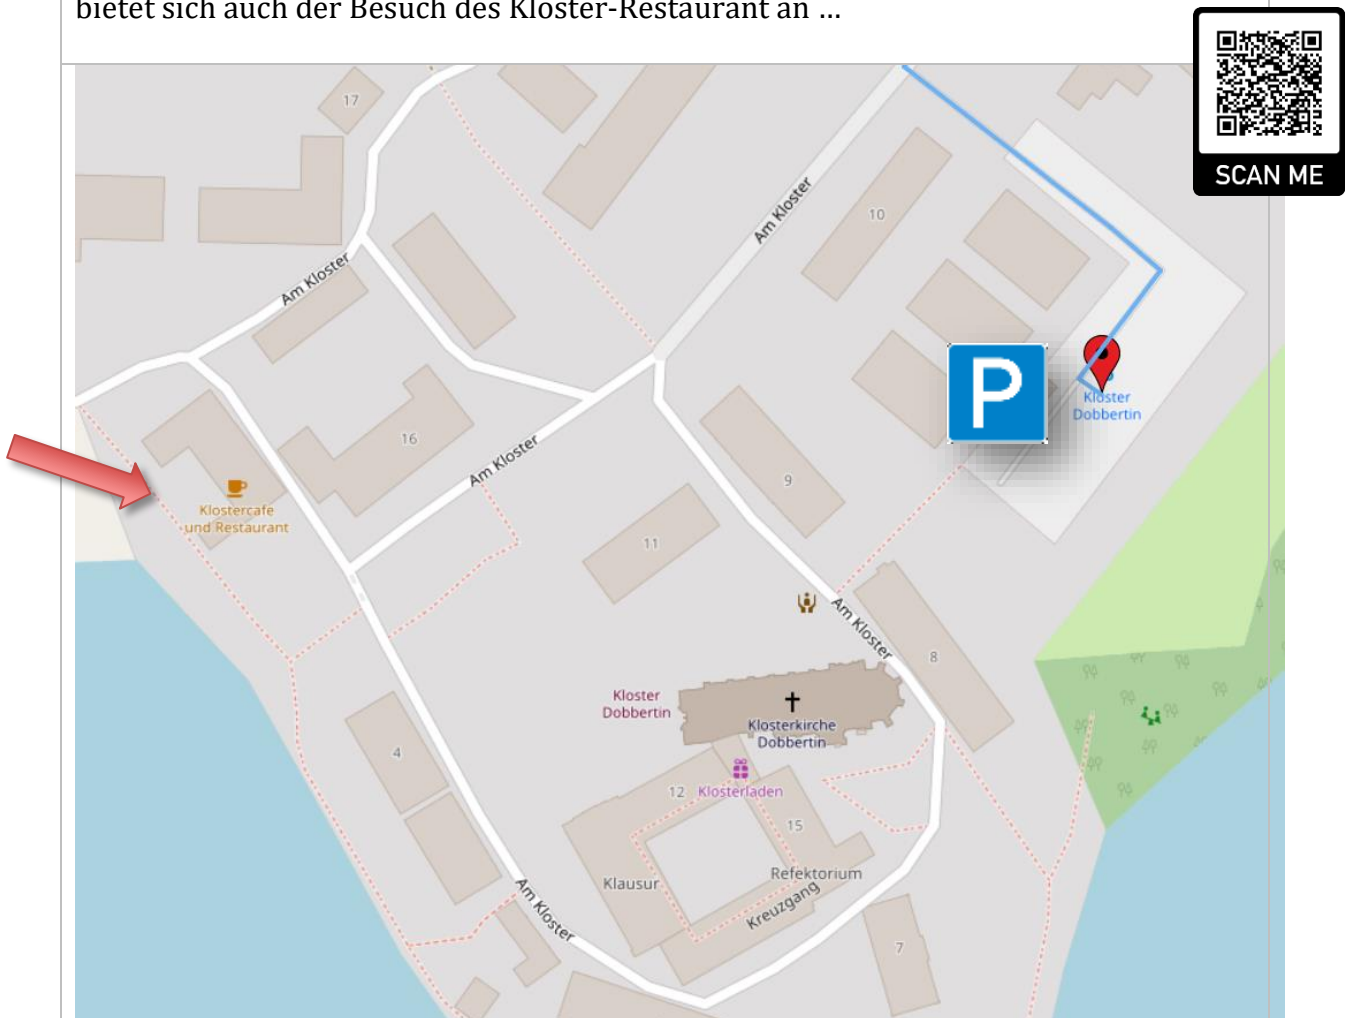 bietet sich auch der Besuch des Kloster-Restaurant an …
SCAN ME
17
Am Kloster
10
Am Kloster
P
Kloster
Dobbertin
16
Am Kloster
9
Klostercafe
und Restaurant
11
Am Kloster
8
Kloster
Dobbertin
Klosterkirche
Dobbertin
4
12
Klosterladen
15
Refektorium
Klausur
Kreuzgang
Am Kloster
7